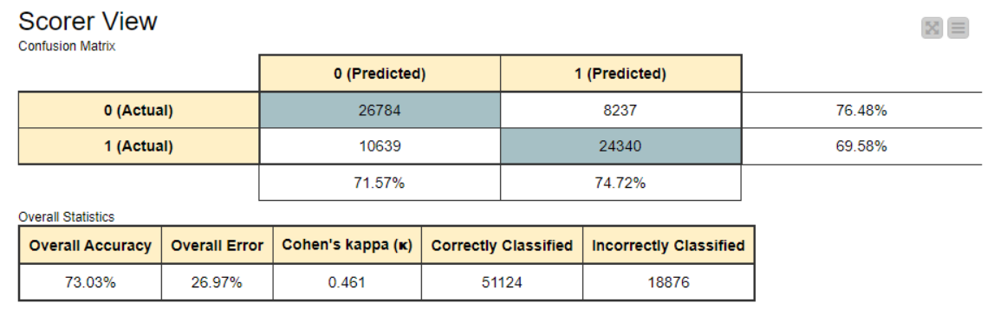 Scorer View
Confusion Matrix
0 (Predicted) 1 (Predicted)
0 (Actual) 26784 8237 76.48%
1 (Actual) 10639 24340 69.58%
71.57% 74.72%
Overall Statistics
Overall Accuracy Overall Error Cohen's kappa (κ) Correctly Classified Incorrectly Classified
73.03% 26.97% 0.461 51124 18876